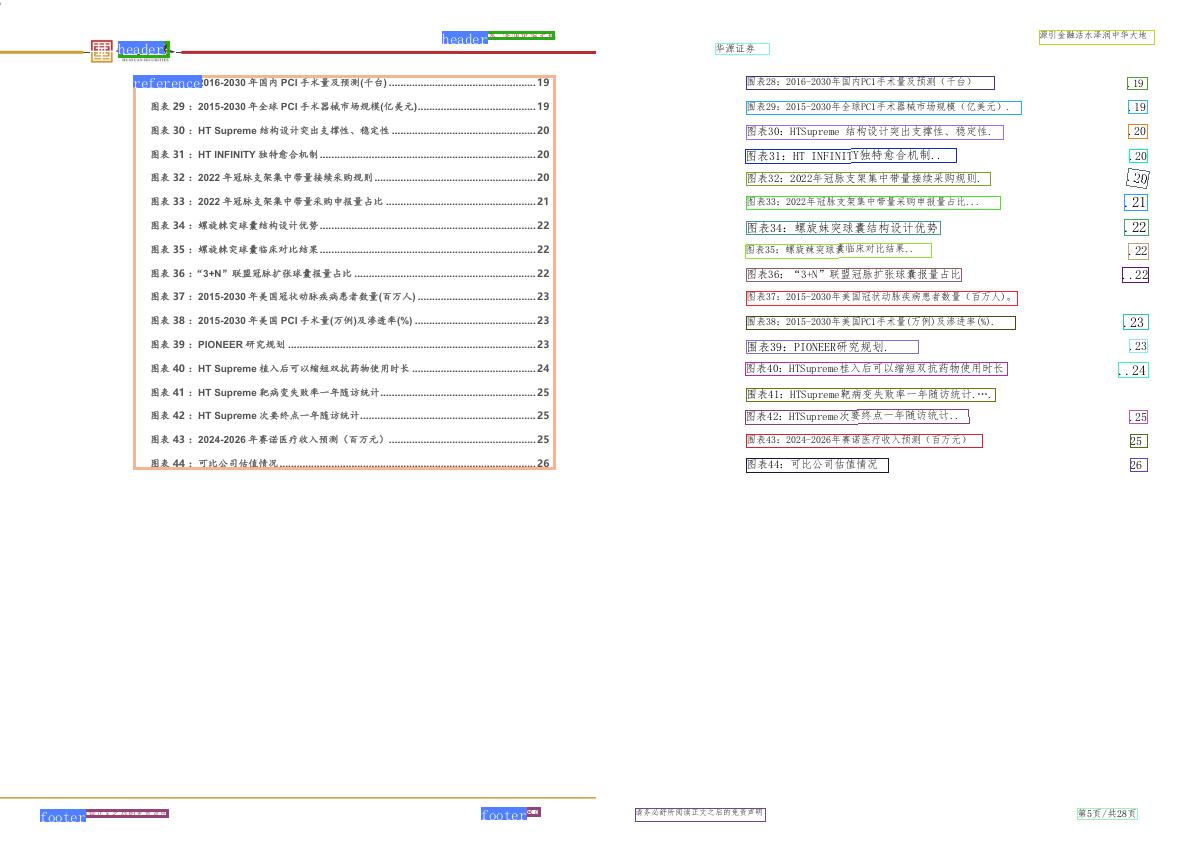 header
header
HUAYUAN SECURITIES
reference
016-2030 年国内 PCI 手术量及预测(千台) 19
图表 29： 2015-2030 年全球 PCI 手术器械市场规模(亿美元) 19
图表 30： HT Supreme 结构设计突出支撑性、稳定性 20
图表 31： HT INFINITY 独特愈合机制 20
图表 32： 2022 年冠脉支架集中带量接续采购规则 20
图表 33： 2022 年冠脉支架集中带量采购申报量占比 21
图表 34： 螺旋棘突球囊结构设计优势 22
图表 35： 螺旋棘突球囊临床对比结果 22
图表 36：“3+N”联盟冠脉扩张球囊报量占比 22
图表 37： 2015-2030 年美国冠状动脉疾病患者数量(百万人) 23
图表 38： 2015-2030 年美国 PCI 手术量(万例)及渗透率(%) 23
图表 39： PIONEER 研究规划 23
图表 40： HT Supreme 植入后可以缩短双抗药物使用时长 24
图表 41： HT Supreme 靶病变失败率一年随访统计 25
图表 42： HT Supreme 次要终点一年随访统计 25
图表 43： 2024-2026 年赛诺医疗收入预测（百万元） 25
图表 44： 可比公司估值情况 26
footer
footer
源引金融活水泽润中华大地
华源证券
图表28：2016-2030年国内PCI手术量及预测（千台） .19
图表29：2015-2030年全球PCI手术器械市场规模（亿美元）. .19
图表30：HTSupreme 结构设计突出支撑性、稳定性. .20
图表31：HT INFINITY独特愈合机制.. .20
图表32：2022年冠脉支架集中带量接续采购规则. .20
图表33：2022年冠脉支架集中带量采购申报量占比... .21
图表34：螺旋妹突球囊结构设计优势 .22
图表35：螺旋辣突球囊临床对比结果.. .22
图表36：“3+N”联盟冠脉扩张球囊报量占比 ..22
图表37：2015-2030年美国冠状动脉疾病患者数量（百万人）。
图表38：2015-2030年美国PCI手术量(万例)及渗进率(%). .23
图表39：PIONEER研究规划. .23
图表40：HTSupreme植入后可以缩短双抗药物使用时长 ..24
图表41：HTSupreme靶病变失败率一年随访统计.….
图表42：HTSupreme次要终点一年随访统计.. .25
图表43：2024-2026年赛诺医疗收入预测（百万元） 25
图表44：可比公司估值情况 26
请务必舒所阅读正文之后的免责声明
第5页/共28页